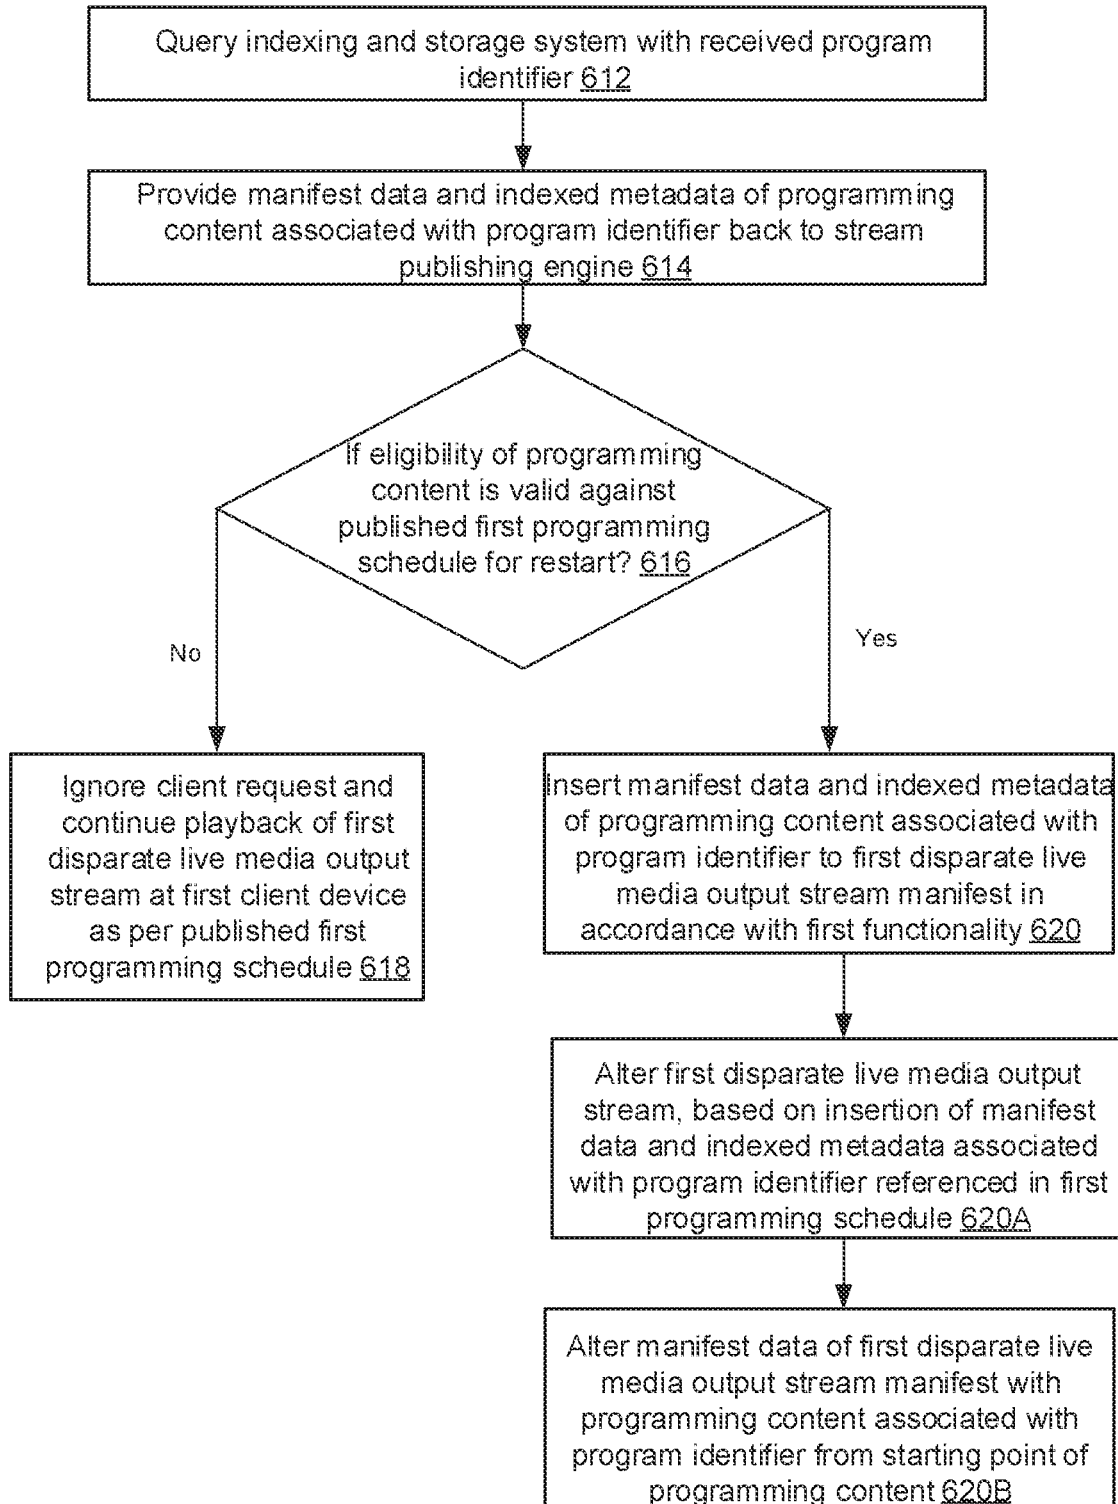 Query indexing and storage system with received program
identifier 612
Provide manifest data and indexed metadata of programming
content associated with program identifier back to stream
publishing engine 614
If eligibility of programming
content is valid against
published first programming
schedule for restart? 616
No
Yes
Ignore client request and
continue playback of first
disparate live media output
stream at first client device
as per published first
programming schedule 618
Insert manifest data and indexed metadata
of programming content associated with
program identifier to first disparate live
media output stream manifest in
accordance with first functionality 620
Alter first disparate live media output
stream, based on insertion of manifest
data and indexed metadata associated
with program identifier referenced in first
programming schedule 620A
Alter manifest data of first disparate live
media output stream manifest with
programming content associated with
program identifier from starting point of
programming content 620B